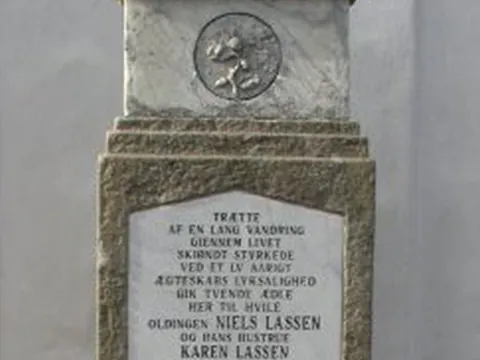 TRÆTTE
AF EN LANG VANDRING
GIENNEM LIVET
SKIØNDT STYRKEDE
VED ET LV AARIGT
ÆGTESKABS LYKSALIGHED
GIK TVENDE ÆDLE
HER TIL HVILE
OLDINGEN NIELS LASSEN
OG HANS HUSTRUE
KAREN LASSEN